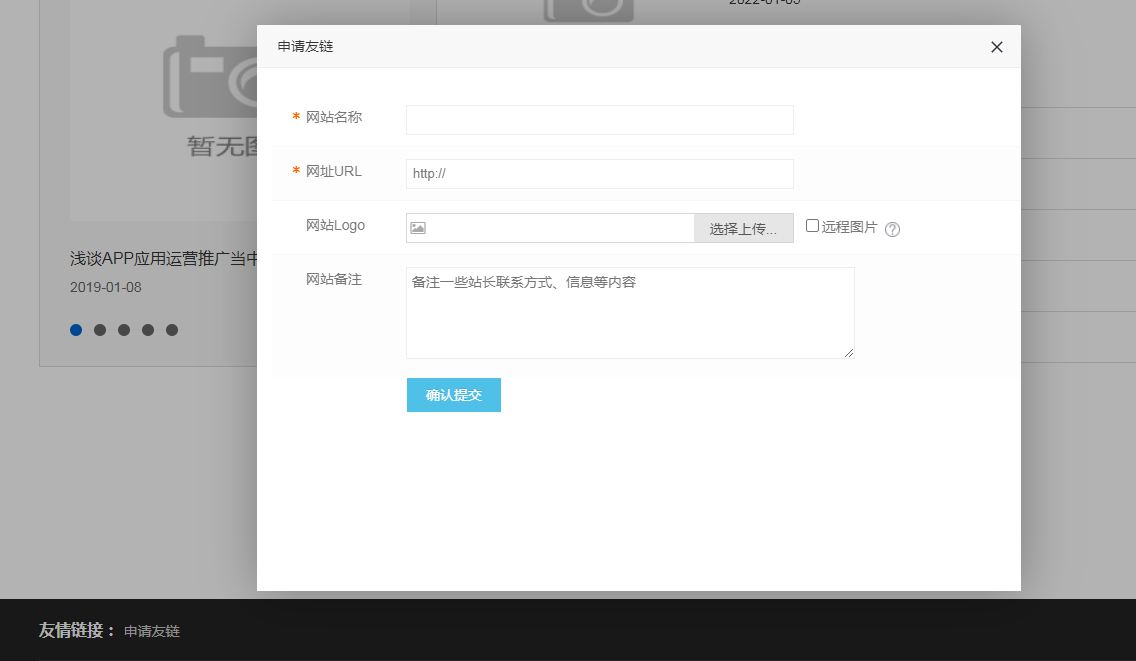 申请友链
* 网站名称
* 网址URL
http://
网站Logo
选择上传...
远程图片
网站备注
备注一些站长联系方式、信息等内容
确认提交
暂无
浅谈APP应用运营推广当中
2019-01-08
友情链接： 申请友链